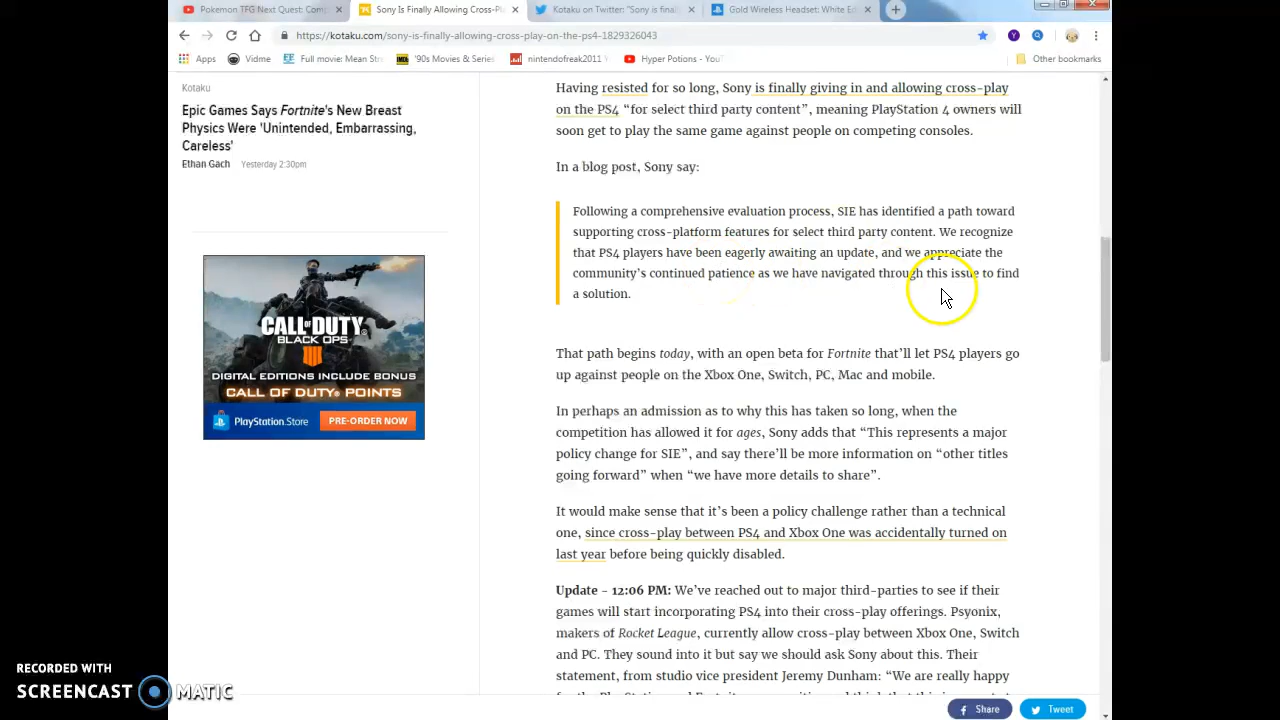 Pokemon TFG Next Quest: Com
Sony Is Finally Allowing Cross-Pl
Kotaku on Twitter: "Sony is final
Gold Wireless Headset: White Ed
https://kotaku.com/sony-is-finally-allowing-cross-play-on-the-ps4-1829326043
Apps
Vidme
Full movie: Mean Str
'90s Movies & Series
nintendofreak2011
Hyper Potions - You
Other bookmarks
Kotaku
Epic Games Says Fortnite's New Breast
Physics Were 'Unintended, Embarrassing,
Careless'
Ethan Gach Yesterday 2:30pm
CALL OF DUTY
BLACK OPS
IIII
DIGITAL EDITIONS INCLUDE BONUS
CALL OF DUTY® POINTS
PlayStation.Store
PRE-ORDER NOW
Having resisted for so long, Sony is finally giving in and allowing cross-play
on the PS4 “for select third party content”, meaning PlayStation 4 owners will
soon get to play the same game against people on competing consoles.
In a blog post, Sony say:
Following a comprehensive evaluation process, SIE has identified a path toward
supporting cross-platform features for select third party content. We recognize
that PS4 players have been eagerly awaiting an update, and we appreciate the
community’s continued patience as we have navigated through this issue to find
a solution.
That path begins today, with an open beta for Fortnite that’ll let PS4 players go
up against people on the Xbox One, Switch, PC, Mac and mobile.
In perhaps an admission as to why this has taken so long, when the
competition has allowed it for ages, Sony adds that “This represents a major
policy change for SIE”, and say there’ll be more information on “other titles
going forward” when “we have more details to share”.
It would make sense that it’s been a policy challenge rather than a technical
one, since cross-play between PS4 and Xbox One was accidentally turned on
last year before being quickly disabled.
Update - 12:06 PM: We’ve reached out to major third-parties to see if their
games will start incorporating PS4 into their cross-play offerings. Psyonix,
makers of Rocket League, currently allow cross-play between Xbox One, Switch
and PC. They sound into it but say we should ask Sony about this. Their
statement, from studio vice president Jeremy Dunham: “We are really happy
Share
Tweet
RECORDED WITH
SCREENCAST MATIC